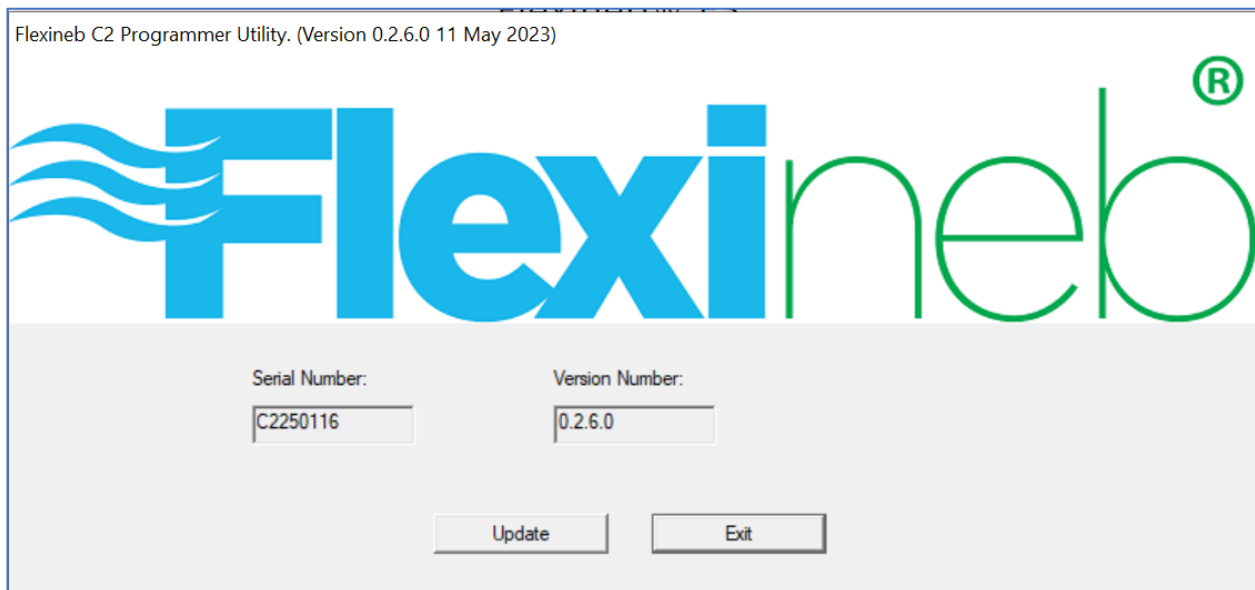 Flexineb C2 Programmer Utility. (Version 0.2.6.0 11 May 2023)
Flexineb®
Serial Number: Version Number:
C2250116 0.2.6.0
Update Exit